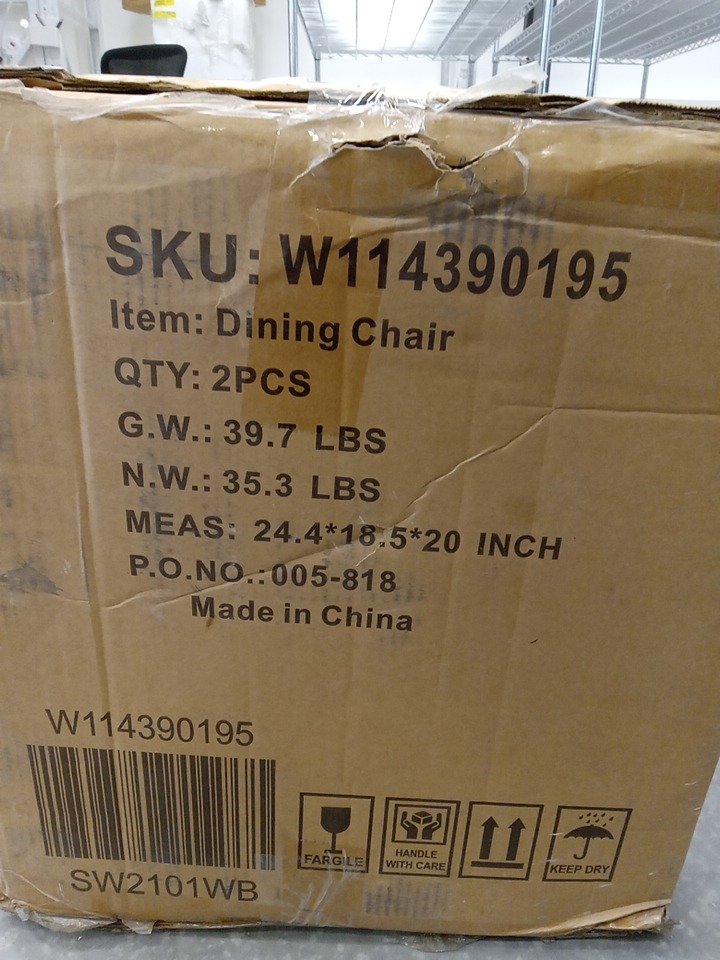 SKU: W114390195
Item: Dining Chair
QTY: 2PCS
G.W.: 39.7 LBS
N.W.: 35.3 LBS
MEAS: 24.4*18.5*20 INCH
P.O.NO.:005-818
Made in China
W114390195
SW2101WB
FARGILE
HANDLE
WITH CARE
KEEP DRY